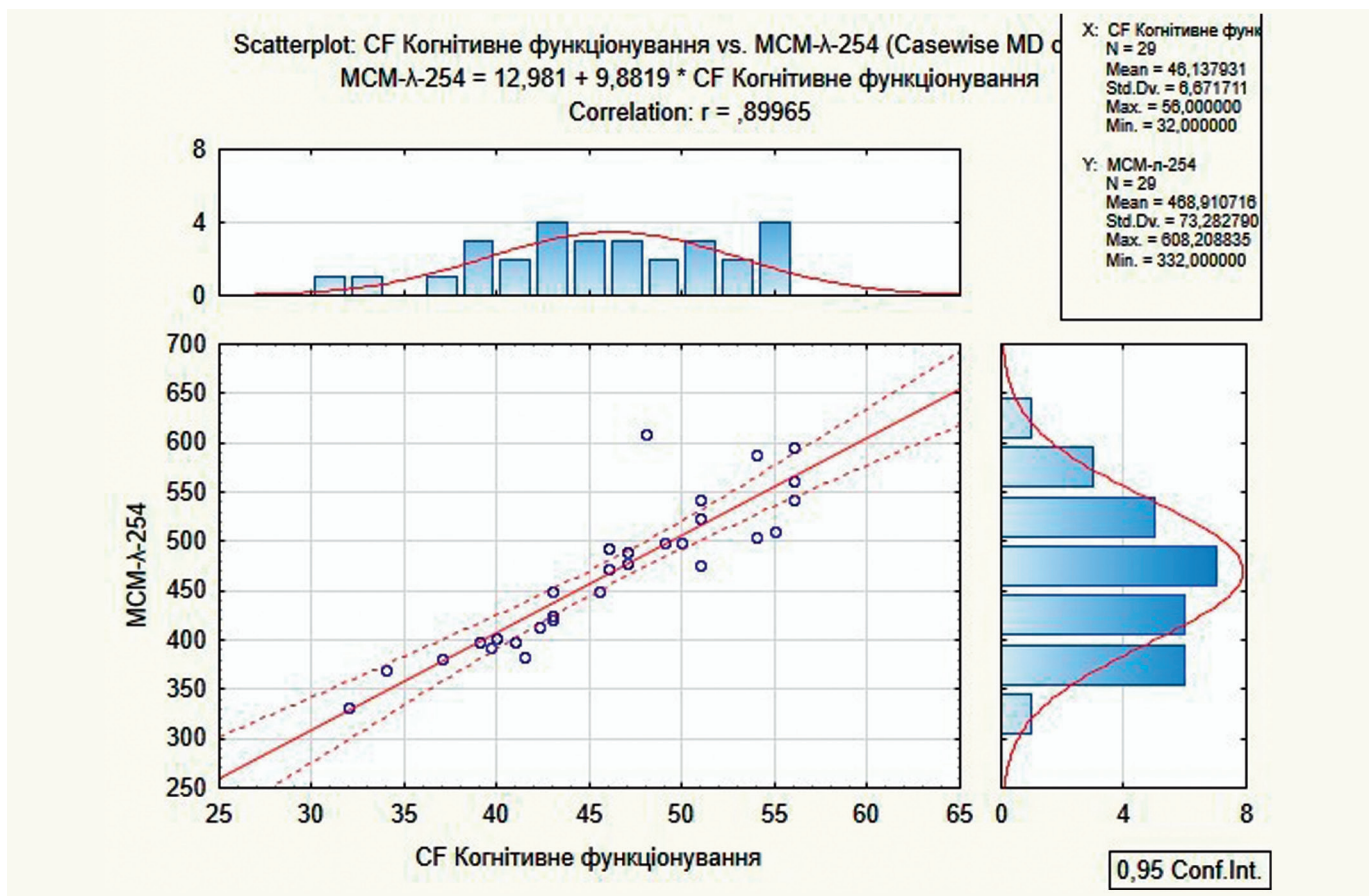 Scatterplot: CF Когнітивне функціонування vs. МСМ-λ-254 (Casewise MD d
МСМ-λ-254 = 12,981 + 9,8819 * CF Когнітивне функціонування
Correlation: r = ,89965
X: CF Когнітивне функ
N = 29
Mean = 46,137931
Std.Dv. = 6,671711
Max. = 56,000000
Min. = 32,000000
Y: МСМ-л-254
N = 29
Mean = 468,910716
Std.Dv. = 73,282790
Max. = 608,208835
Min. = 332,000000
8
4
0
700
650
600
550
500
450
400
350
300
250
МСМ-λ-254
25 30 35 40 45 50 55 60 65
0 4 8
CF Когнітивне функціонування
0,95 Conf.Int.